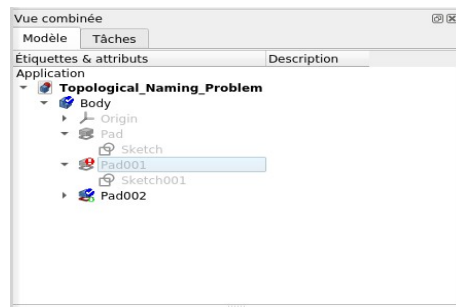 Vue combinée
Modèle Tâches
Étiquettes & attributs Description
Application
Topological_Naming_Problem
Body
Origin
Pad
Sketch
Pad001
Sketch001
Pad002